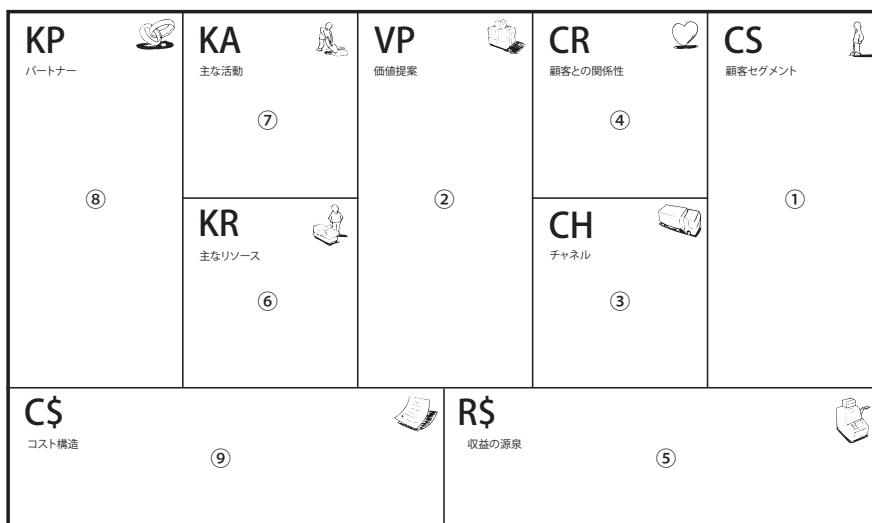 KP
パートナー
⑧
KA
主な活動
⑦
KR
主なリソース
⑥
VP
価値提案
②
CR
顧客との関係性
④
CH
チャネル
③
CS
顧客セグメント
①
C$
コスト構造
⑨
R$
収益の源泉
⑤